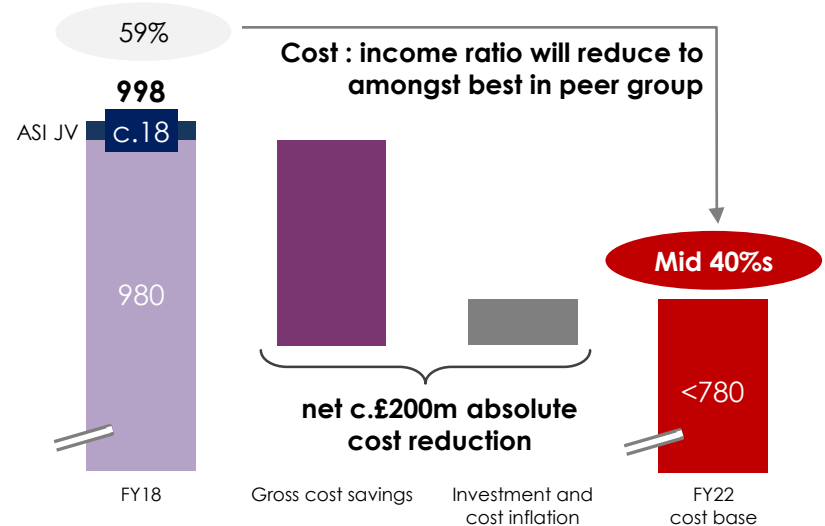 59%
Cost : income ratio will reduce to
amongst best in peer group
998
ASI JV
c.18
980
Mid 40%s
<780
net c.£200m absolute
cost reduction
FY18
Gross cost savings
Investment and
cost inflation
FY22
cost base